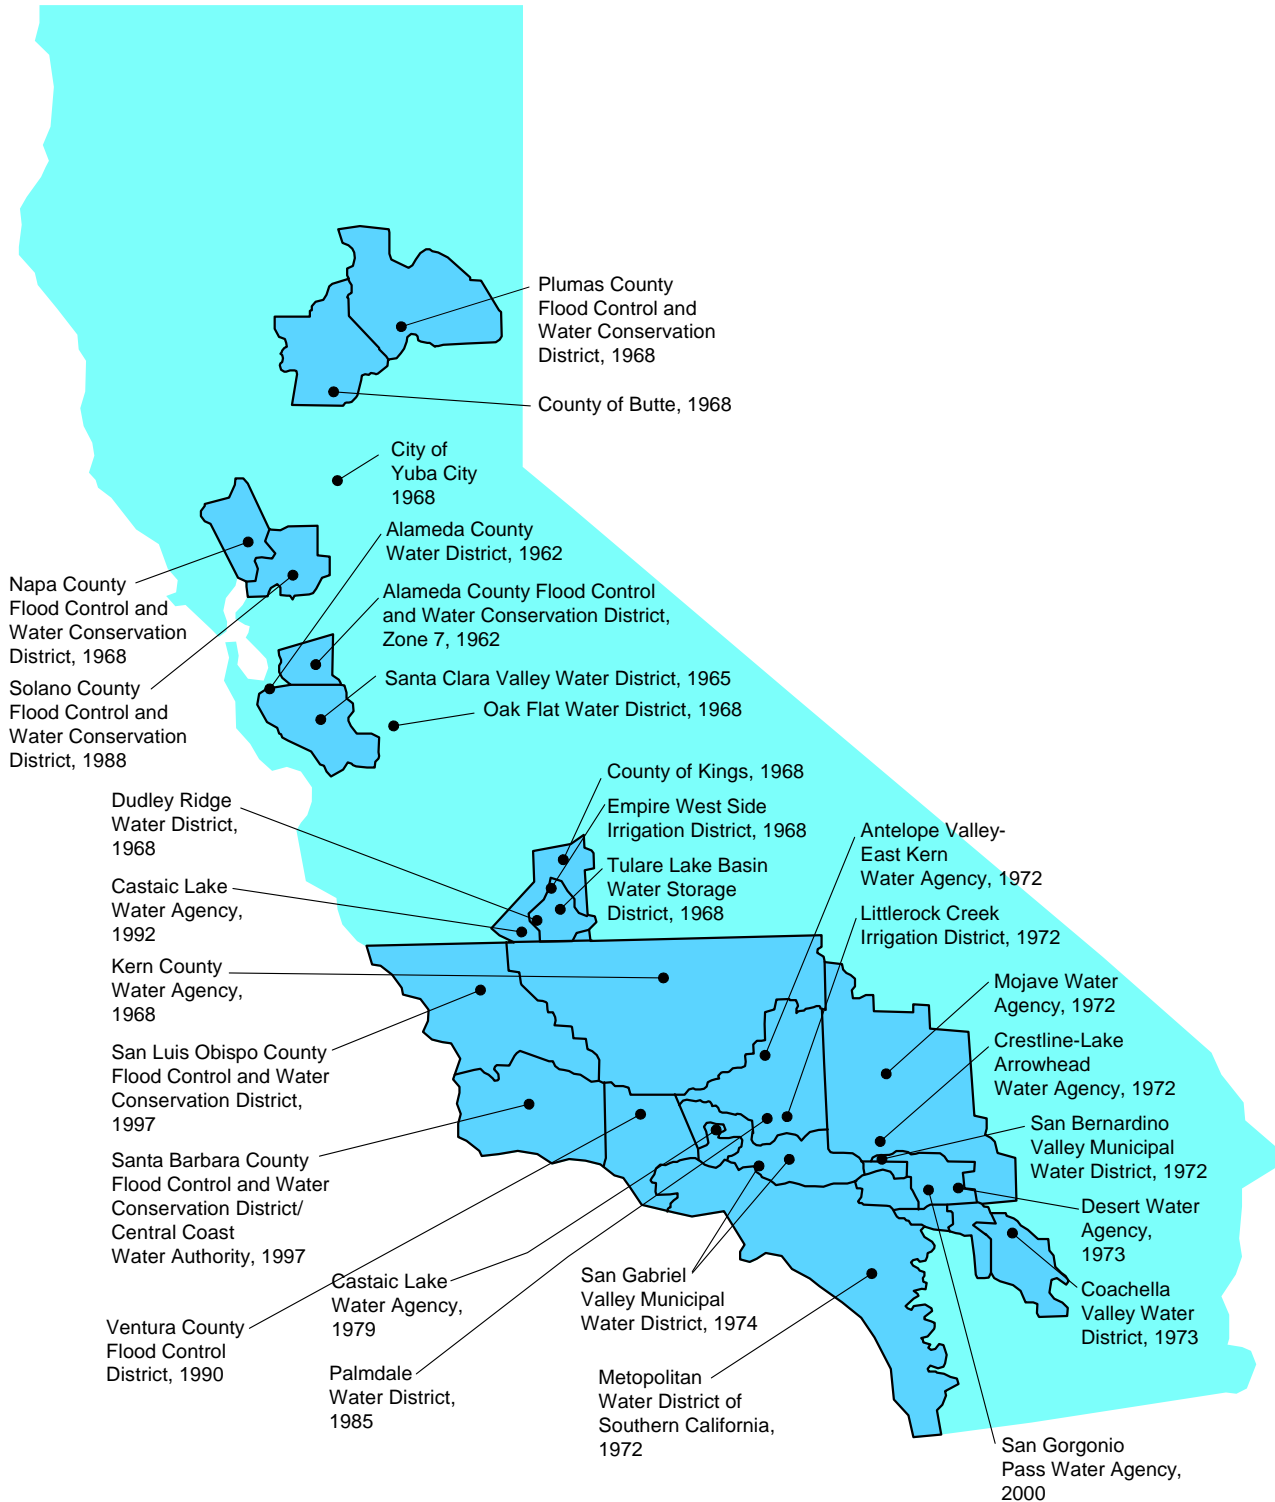 Plumas County
Flood Control and
Water Conservation
District, 1968
County of Butte, 1968
City of
Yuba City
1968
Alameda County
Water District, 1962
Napa County
Flood Control and
Water Conservation
District, 1968
Alameda County Flood Control
and Water Conservation District,
Zone 7, 1962
Solano County
Flood Control and
Water Conservation
District, 1988
Santa Clara Valley Water District, 1965
Oak Flat Water District, 1968
County of Kings, 1968
Dudley Ridge
Water District,
1968
Empire West Side
Irrigation District, 1968
Antelope Valley-
East Kern
Water Agency, 1972
Tulare Lake Basin
Water Storage
District, 1968
Castaic Lake
Water Agency,
1992
Littlerock Creek
Irrigation District, 1972
Kern County
Water Agency,
1968
Mojave Water
Agency, 1972
San Luis Obispo County
Flood Control and Water
Conservation District,
1997
Crestline-Lake
Arrowhead
Water Agency, 1972
San Bernardino
Valley Municipal
Water District, 1972
Santa Barbara County
Flood Control and Water
Conservation District/
Central Coast
Water Authority, 1997
Desert Water
Agency,
1973
Castaic Lake
Water Agency,
1979
San Gabriel
Valley Municipal
Water District, 1974
Coachella
Valley Water
District, 1973
Ventura County
Flood Control
District, 1990
Palmdale
Water District,
1985
Metopolitan
Water District of
Southern California,
1972
San Gorgonio
Pass Water Agency,
2000